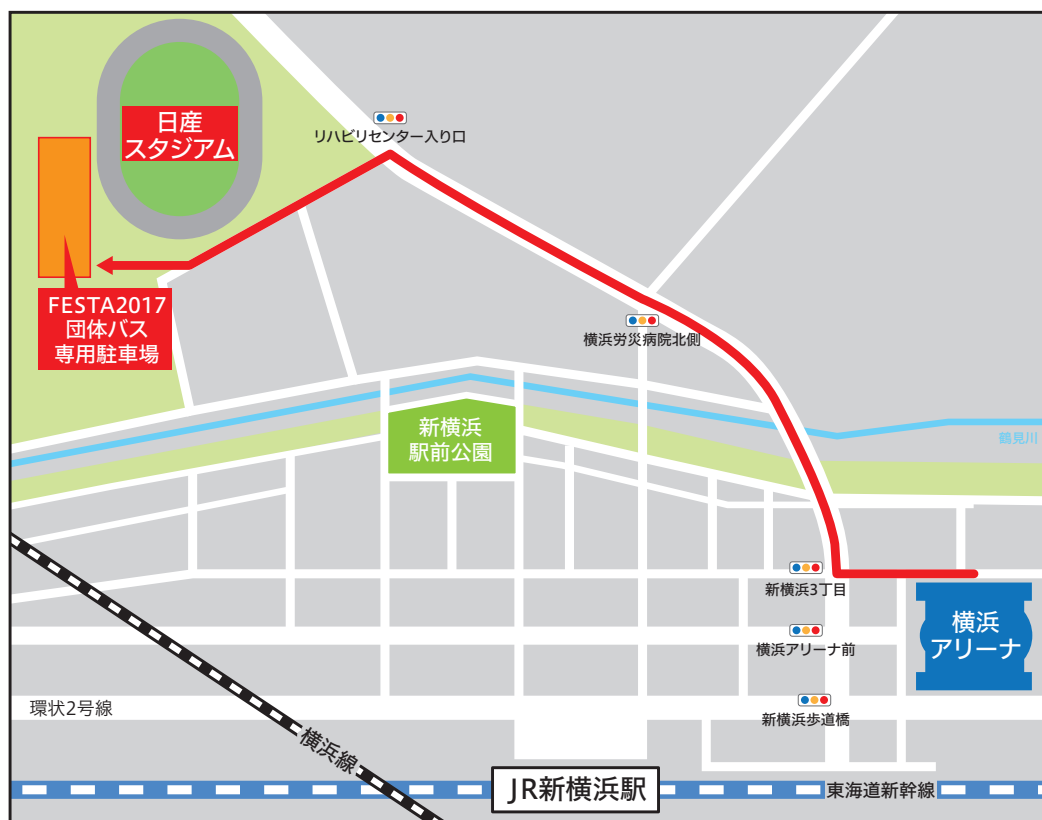 日産
スタジアム
リハビリセンター入り口
FESTA2017
団体バス
専用駐車場
横浜労災病院北側
新横浜
駅前公園
鶴見川
新横浜3丁目
横浜
アリーナ
横浜アリーナ前
環状2号線
新横浜歩道橋
横浜線
JR新横浜駅
東海道新幹線